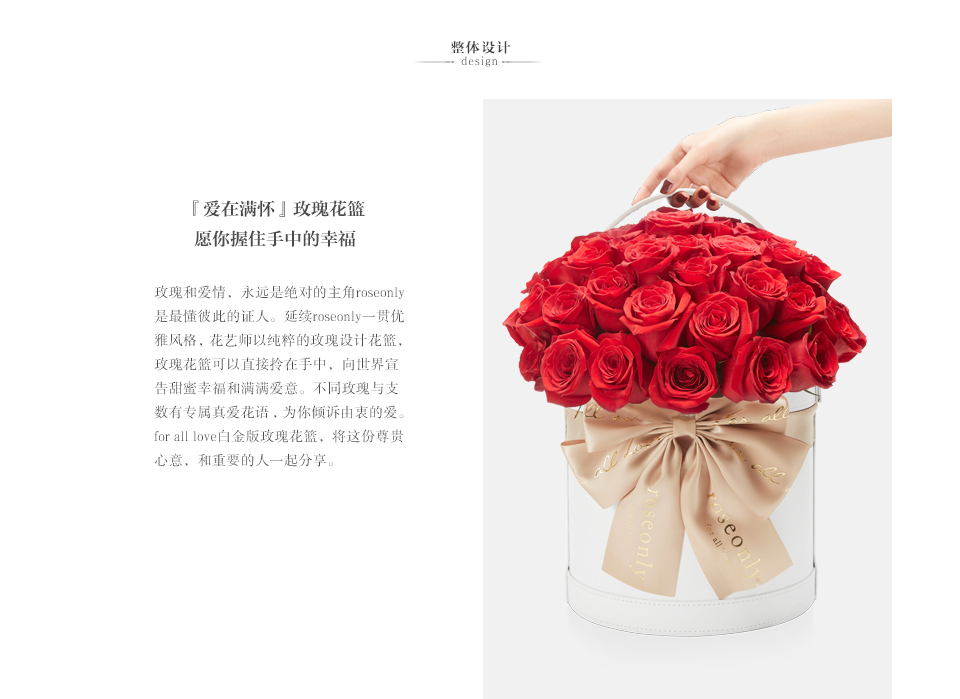 整体设计
design
『爱在满怀』玫瑰花篮
愿你握住手中的幸福
玫瑰和爱情，永远是绝对的主角roseonly
是最懂彼此的证人。延续roseonly一贯优
雅风格，花艺师以纯粹的玫瑰设计花篮，
玫瑰花篮可以直接拎在手中，向世界宣
告甜蜜幸福和满满爱意。不同玫瑰与支
数有专属真爱花语，为你倾诉由衷的爱。
for all love白金版玫瑰花篮，将这份尊贵
心意，和重要的人一起分享。
roseonly
roseonly
for all